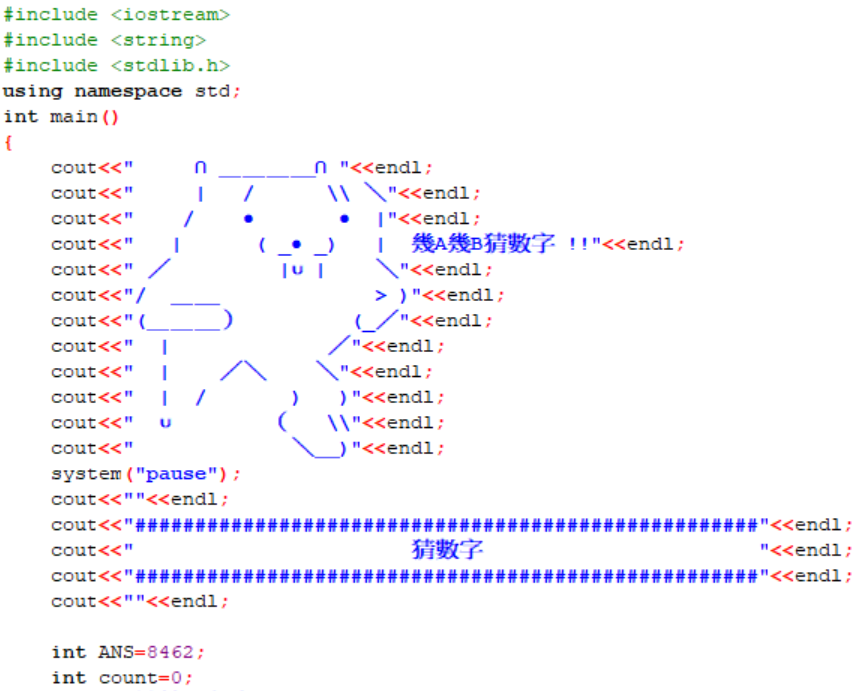 #include <iostream>
#include <string>
#include <stdlib.h>
using namespace std;
int main()
{
    cout<<"     ∩ ________∩ "<<endl;
    cout<<"     |   /      \\ ╲"<<endl;
    cout<<"    /    ●       ●  |"<<endl;
    cout<<"   |      ( _●_)   |  幾A幾B猜數字 !!"<<endl;
    cout<<" ╱         |∪ |    ╲"<<endl;
    cout<<"/  ____             > )"<<endl;
    cout<<"(______)          (_╱"<<endl;
    cout<<"  |             ╱"<<endl;
    cout<<"  |    ╱╲    ╲"<<endl;
    cout<<"  |  /       )   )"<<endl;
    cout<<"  ∪         (   \\"<<endl;
    cout<<"             ╲__)"<<endl;
    system("pause");
    cout<<""<<endl;
    cout<<"####################################################"<<endl;
    cout<<"                       猜數字                       "<<endl;
    cout<<"####################################################"<<endl;
    cout<<""<<endl;
    int ANS=8462;
    int count=0;